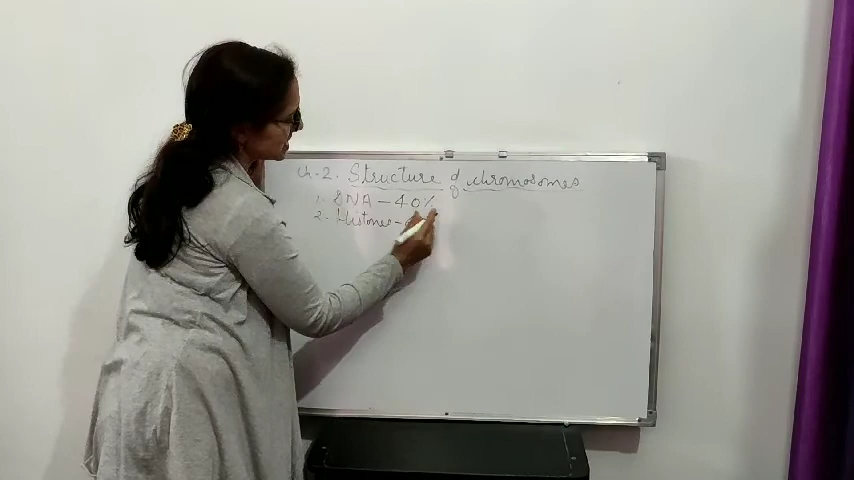 Ch-2. Structure of chromosomes
1. DNA - 40%
2. Histones -